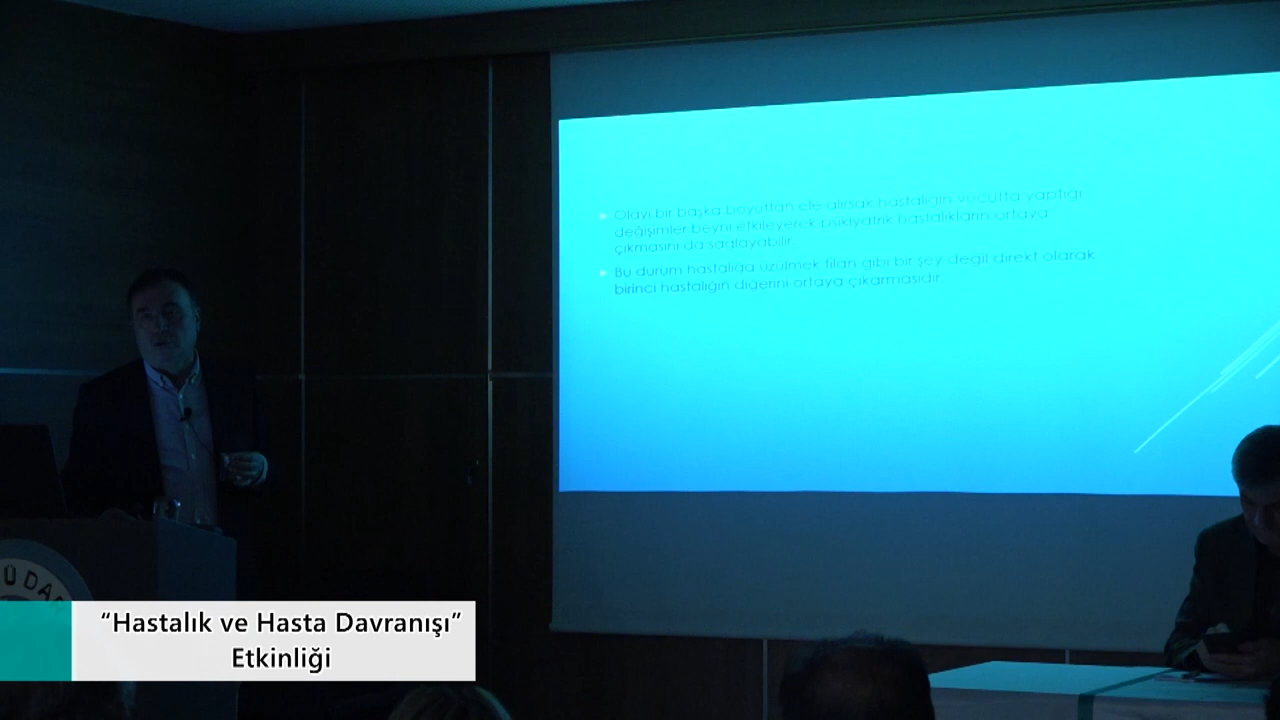 Olayı bir başka boyuttan ele alırsak hastalığın vücutta yaptığı
değişimler beyni etkileyerek psikiyatrik hastalıkların ortaya
çıkmasını da sağlayabilir.
Bu durum hastalığa üzülmek filan gibi bir şey değil direkt olarak
birinci hastalığın diğerini ortaya çıkarmasıdır.
Ü DAR
“Hastalık ve Hasta Davranışı”
Etkinliği